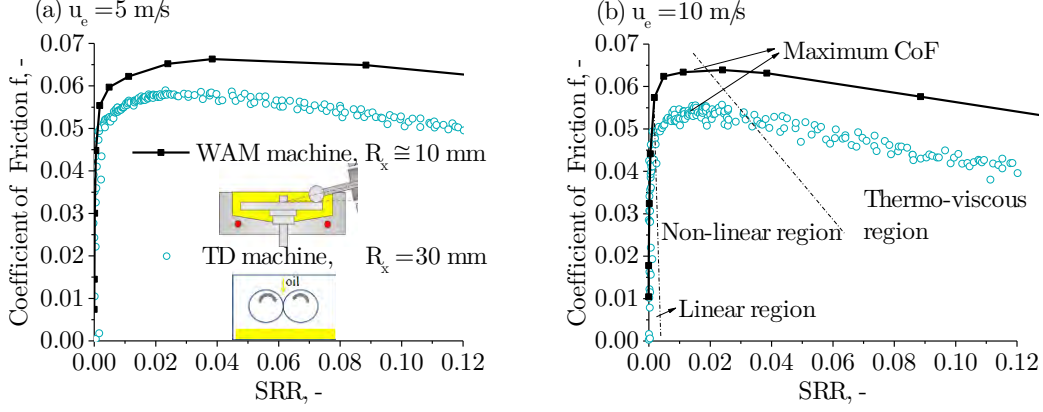 (a) u_e = 5 m/s
Coefficient of Friction f, -
0.07
0.06
0.05
0.04
0.03
0.02
0.01
0.00
WAM machine, R_x ≅ 10 mm
TD machine, R_x = 30 mm
oil
0.00 0.02 0.04 0.06 0.08 0.10 0.12
SRR, -
(b) u_e = 10 m/s
Coefficient of Friction f, -
0.07
0.06
0.05
0.04
0.03
0.02
0.01
0.00
Maximum CoF
Thermo-viscous
region
Non-linear region
Linear region
0.00 0.02 0.04 0.06 0.08 0.10 0.12
SRR, -